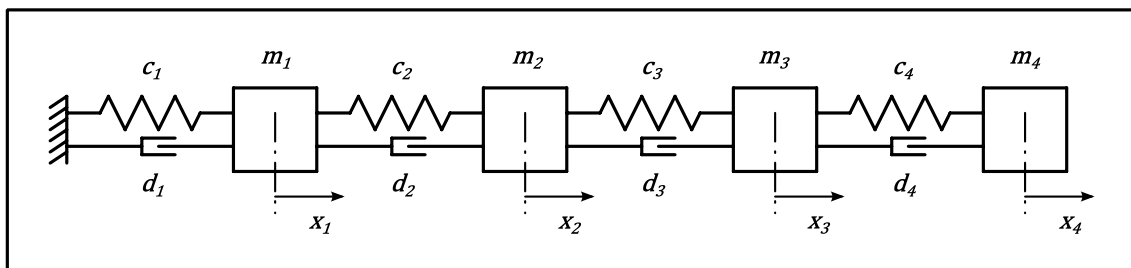 c₁ m₁ c₂ m₂ c₃ m₃ c₄ m₄
d₁ d₂ d₃ d₄
x₁ x₂ x₃ x₄